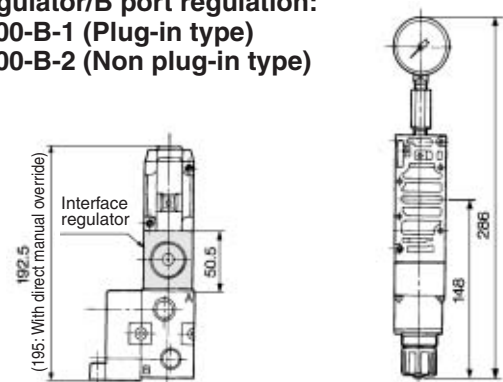 gulator/B port regulation:
00-B-1 (Plug-in type)
00-B-2 (Non plug-in type)
192.5
(195: With direct manual override)
Interface
regulator
50.5
A
B
148
286